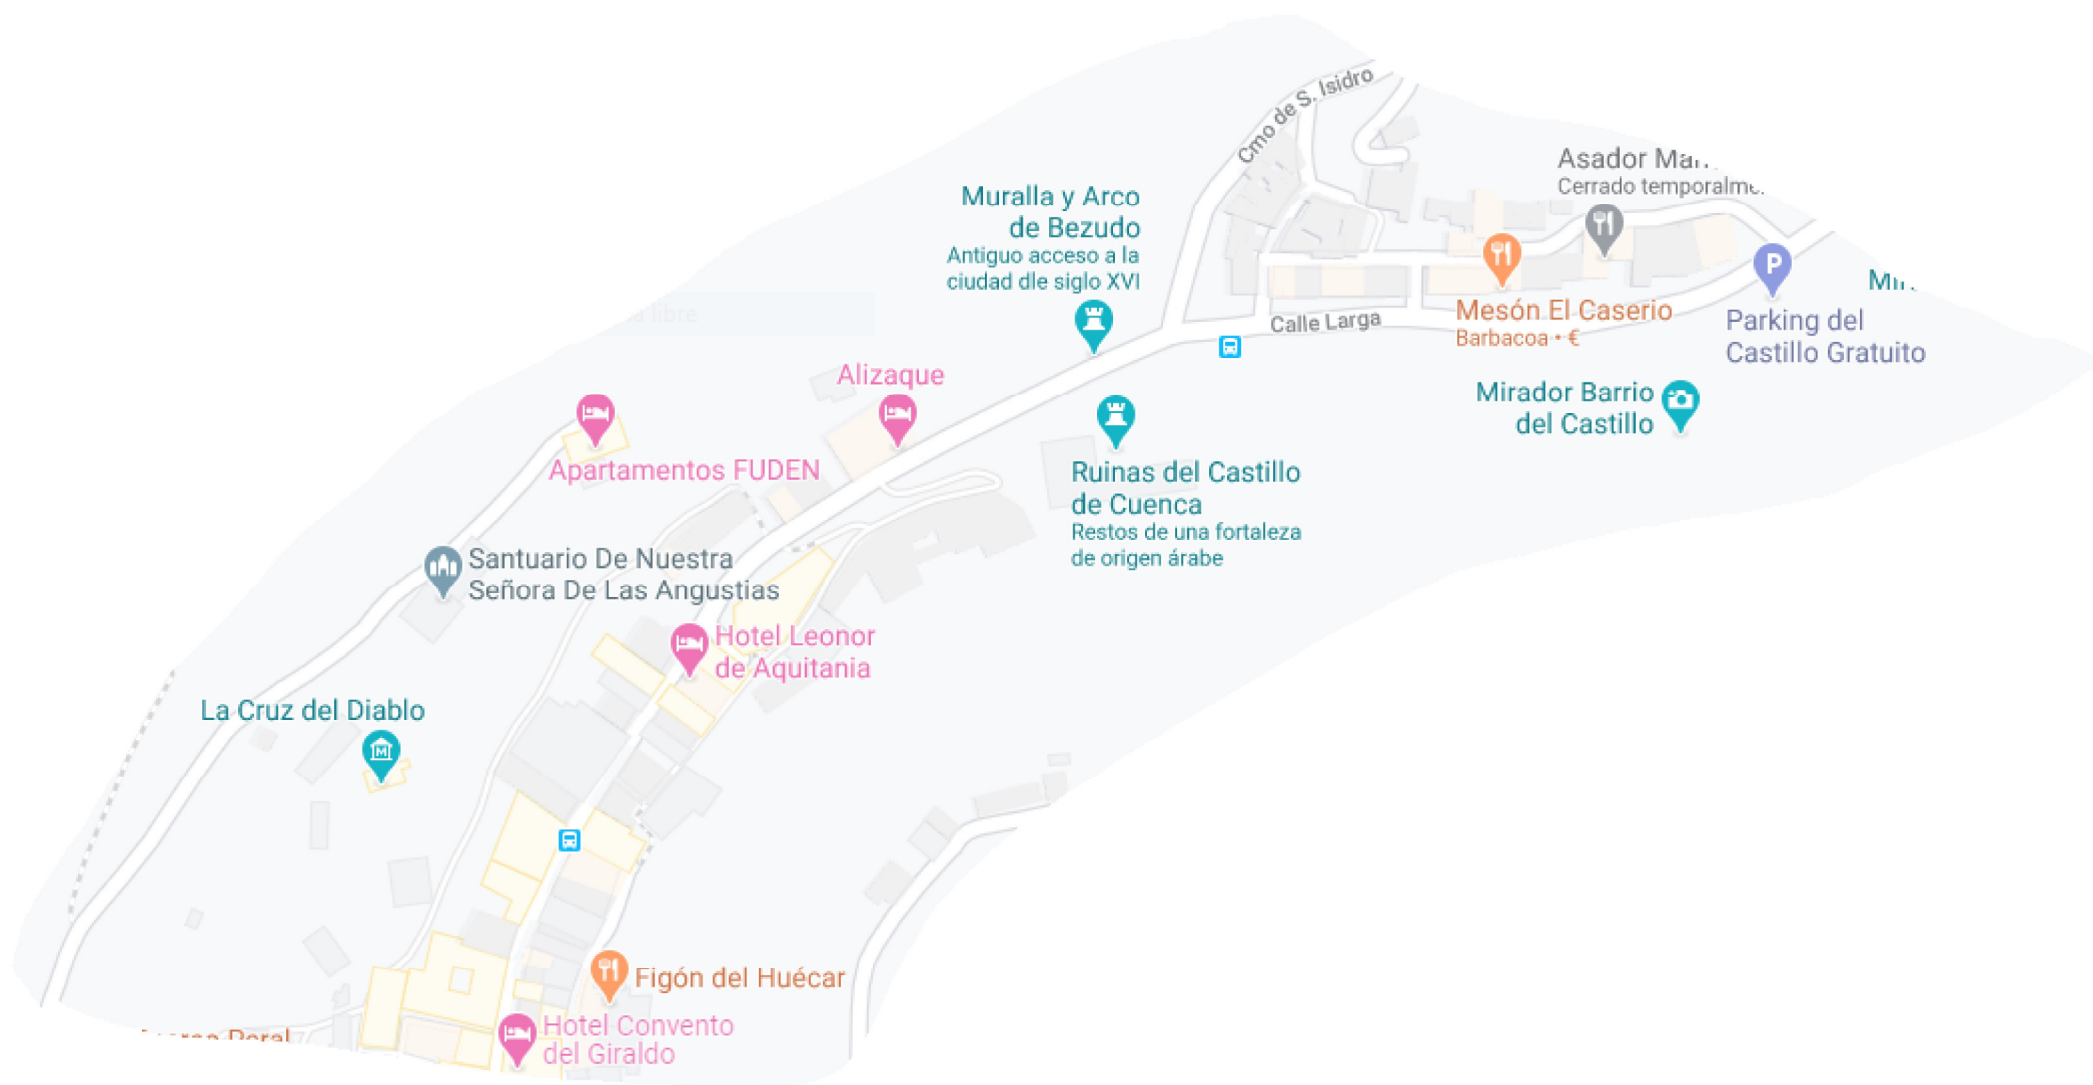 Cmo de S. Isidro
Asador Mar
Cerrado temporalme
Muralla y Arco
de Bezudo
Antiguo acceso a la
ciudad dle siglo XVI
P
Mesón El Caserio
Barbacoa • €
Calle Larga
Parking del
Castillo Gratuito
libre
Alizaque
Mirador Barrio
del Castillo
Apartamentos FUDEN
Ruinas del Castillo
de Cuenca
Restos de una fortaleza
de origen árabe
Santuario De Nuestra
Señora De Las Angustias
Hotel Leonor
de Aquitania
La Cruz del Diablo
M
Figón del Huécar
Hotel Convento
del Giraldo